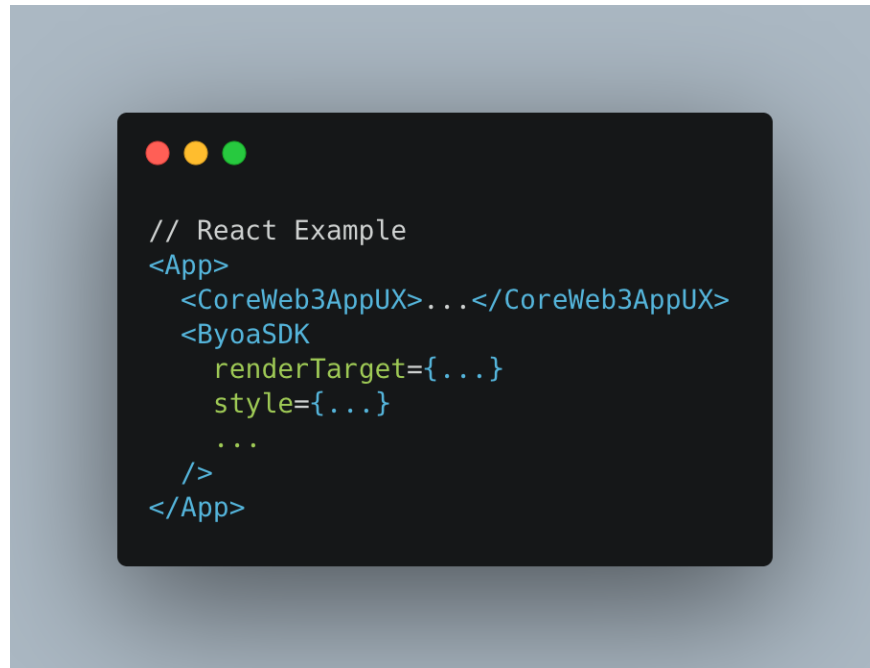 // React Example
<App>
  <CoreWeb3AppUX>...</CoreWeb3AppUX>
  <ByoaSDK
    renderTarget={...}
    style={...}
    ...
  />
</App>